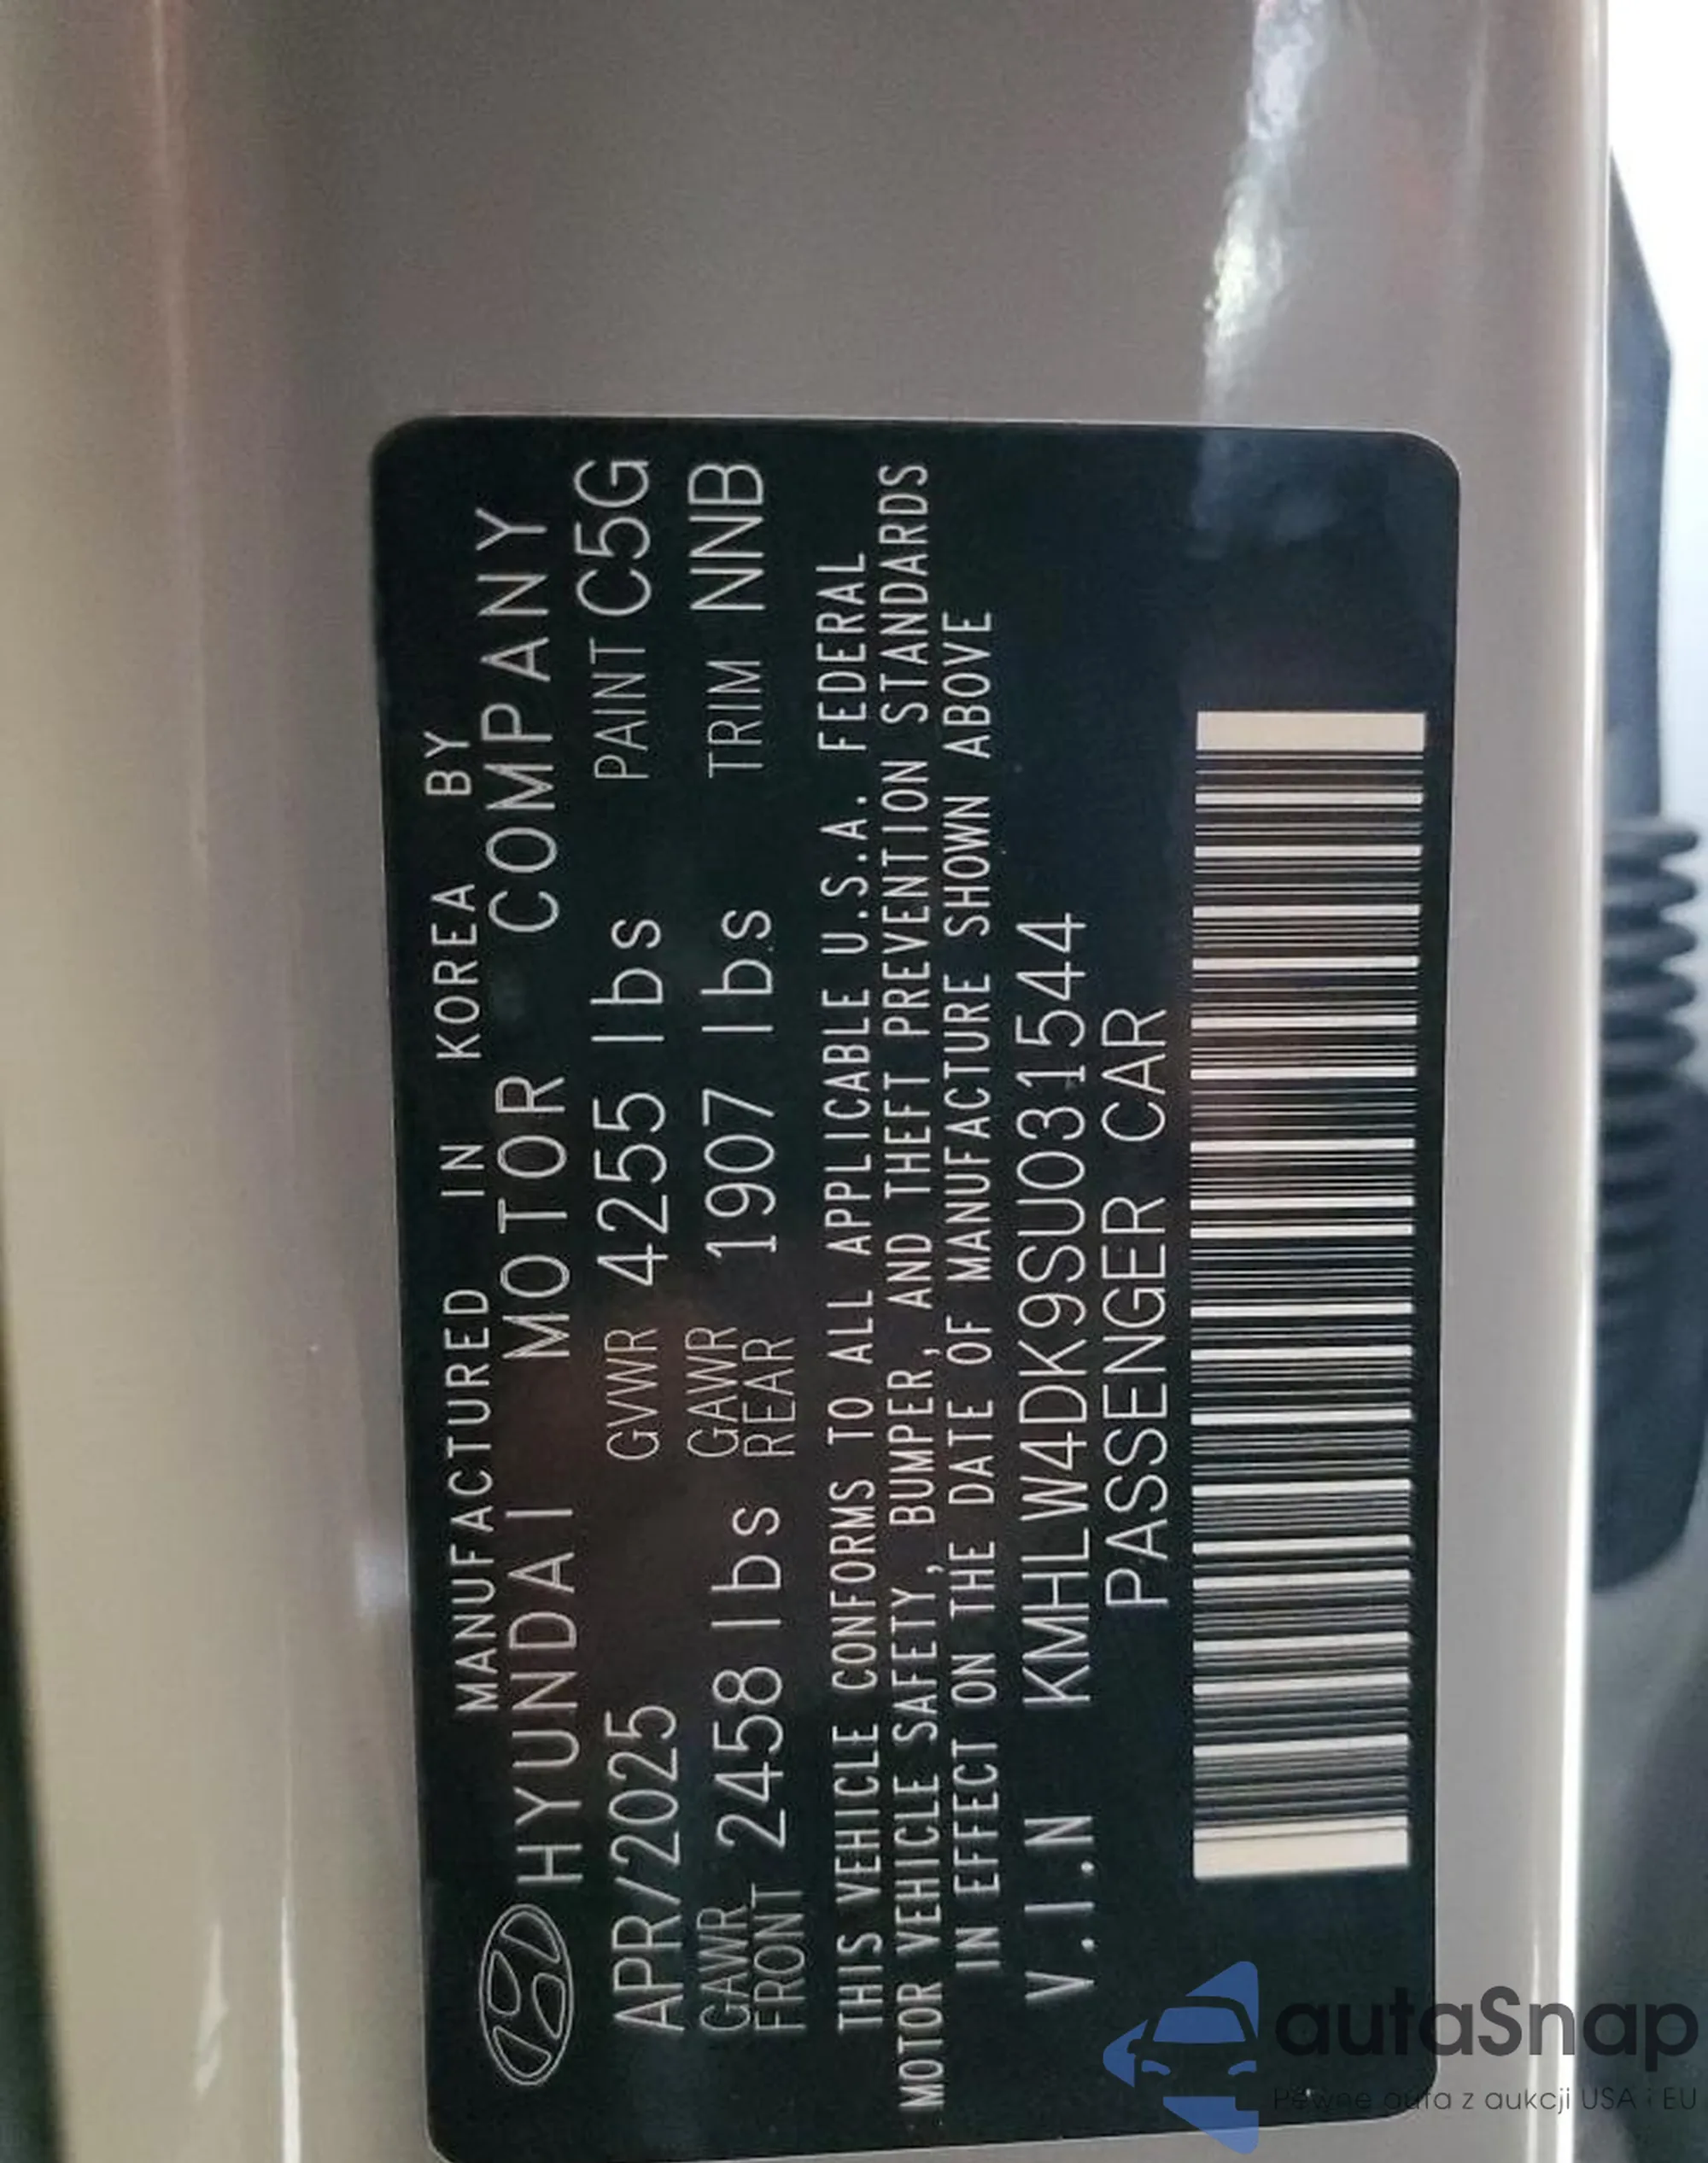 MANUFACTURED IN KOREA BY
HYUNDAI MOTOR COMPANY
APR/2025 GVWR 4255 lbs PAINT C5G
GAWR FRONT 2458 lbs GAWR REAR 1907 lbs TRIM NNB
THIS VEHICLE CONFORMS TO ALL APPLICABLE U.S.A. FEDERAL
MOTOR VEHICLE SAFETY, BUMPER, AND THEFT PREVENTION STANDARDS
IN EFFECT ON THE DATE OF MANUFACTURE SHOWN ABOVE
V.I.N KMHLW4DK9SU031544
PASSENGER CAR
autaSnap
Pewne auta z aukcji USA i EU